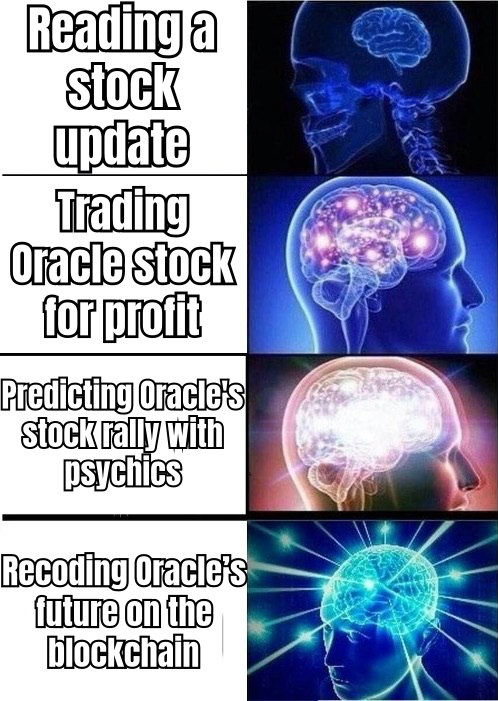 Reading a
stock
update
Trading
Oracle stock
for profit
Predicting Oracle's
stock rally with
psychics
Recoding Oracle's
future on the
blockchain